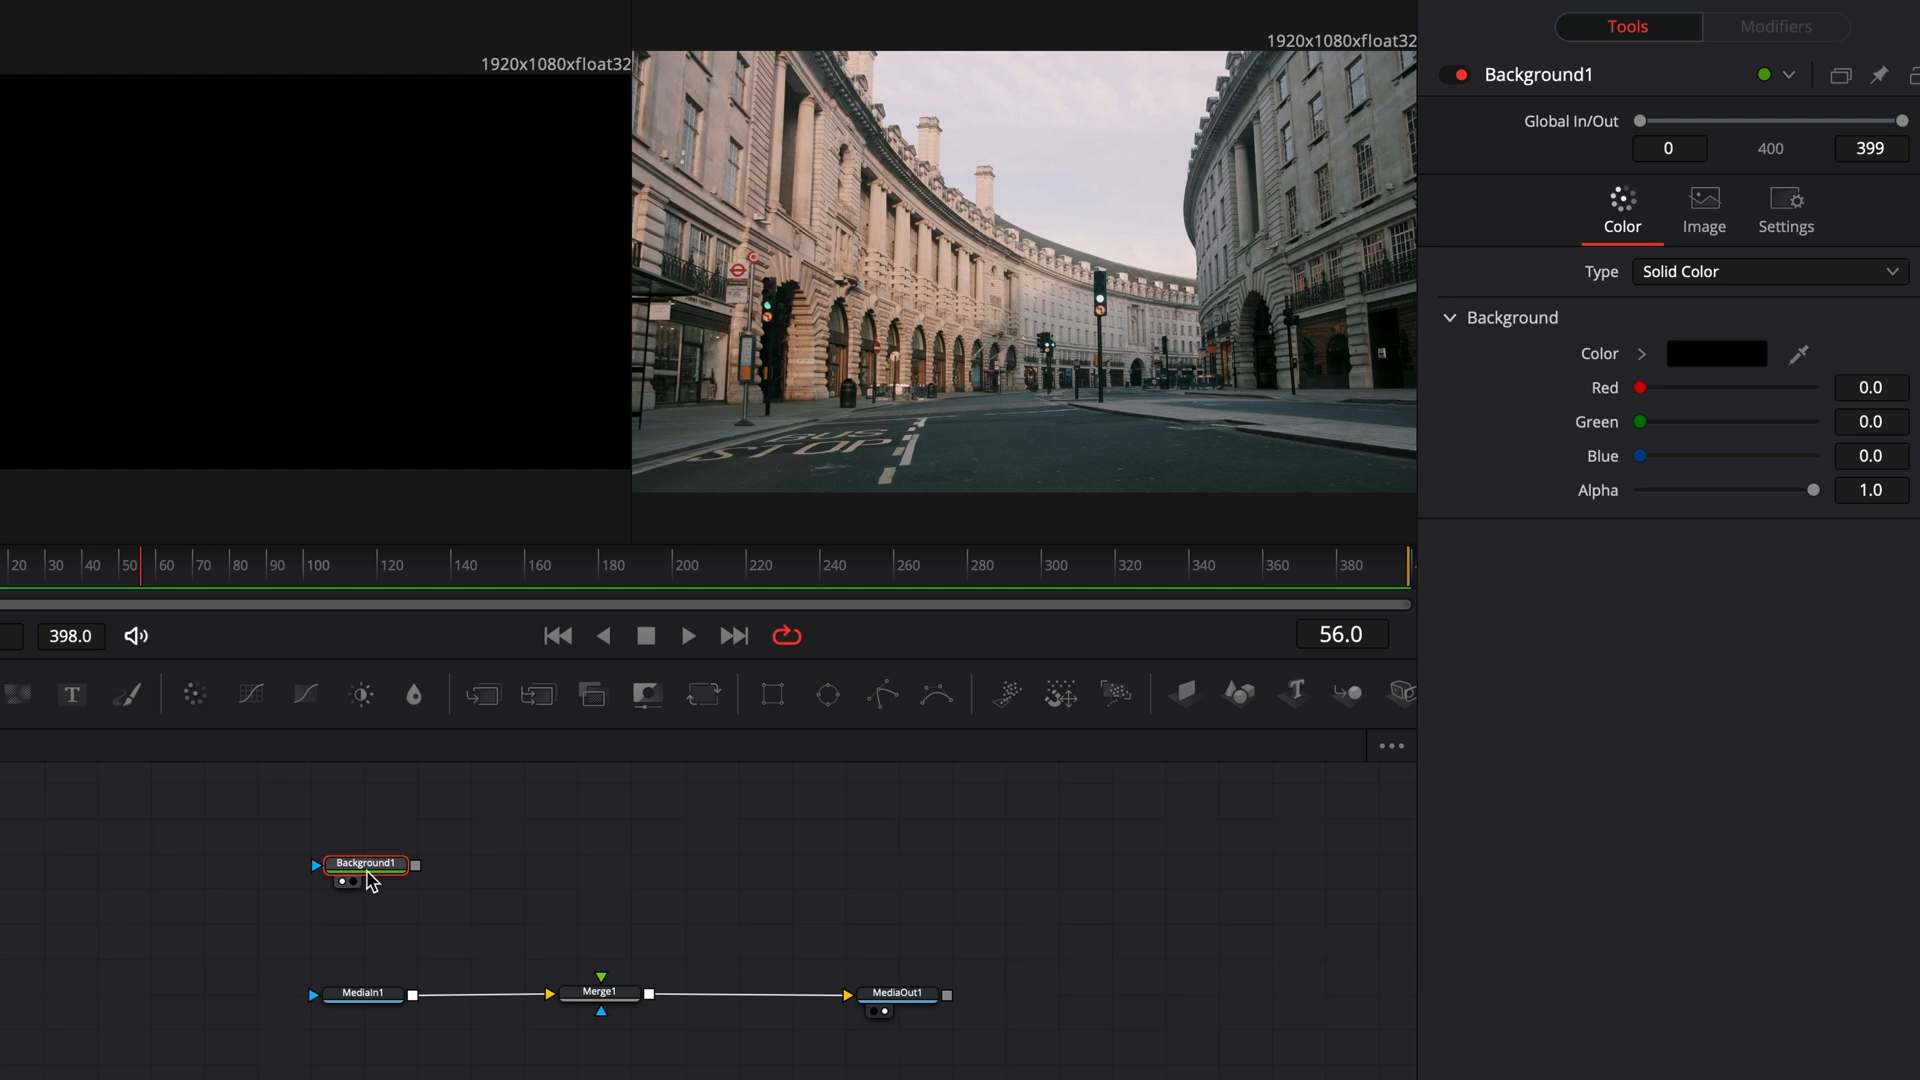 1920x1080xfloat32
1920x1080xfloat32
BUS
STOP
Tools
Modifiers
Background1
Global In/Out
0
400
399
Color
Image
Settings
Type
Solid Color
Background
Color
Red
0.0
Green
0.0
Blue
0.0
Alpha
1.0
20
30
40
50
60
70
80
90
100
120
140
160
180
200
220
240
260
280
300
320
340
360
380
398.0
56.0
T
Background1
MediaIn1
Merge1
MediaOut1